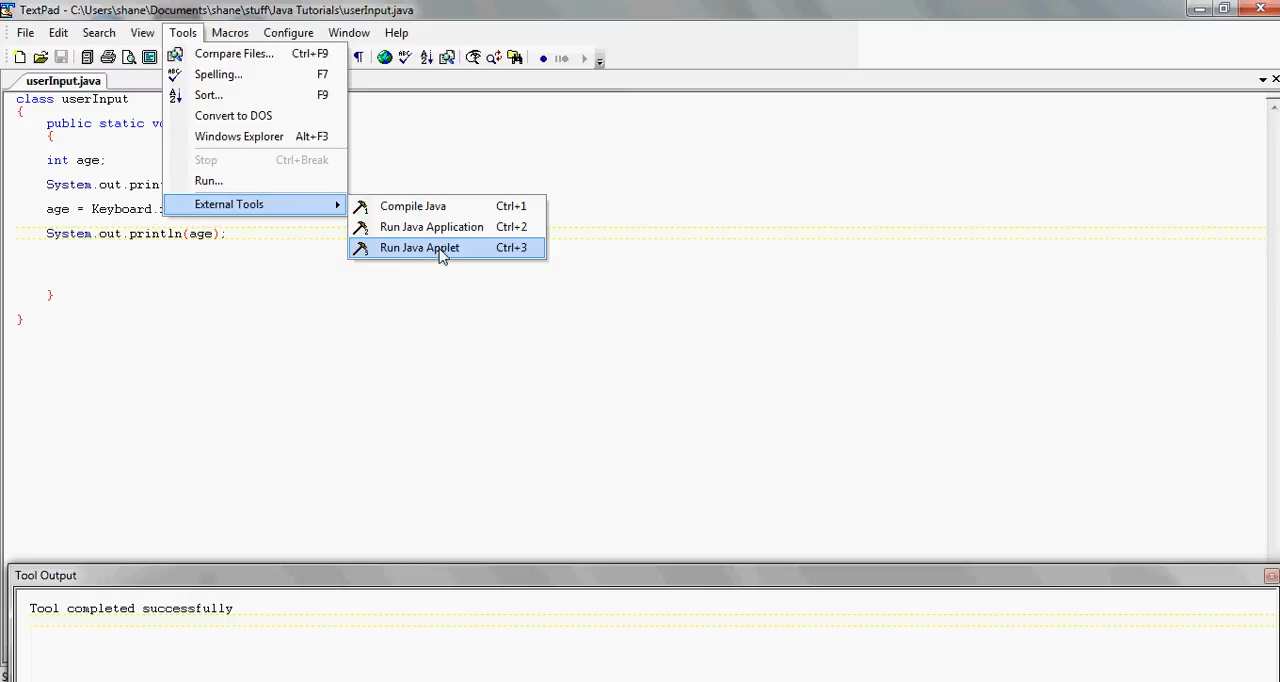 TextPad - C:\Users\shane\Documents\shane\stuff\Java Tutorials\userInput.java
File Edit Search View Tools Macros Configure Window Help
Compare Files... Ctrl+F9
Spelling... F7
Sort... F9
Convert to DOS
Windows Explorer Alt+F3
Stop Ctrl+Break
Run...
External Tools
Compile Java Ctrl+1
Run Java Application Ctrl+2
Run Java Applet Ctrl+3
userInput.java
class userInput
{
public static
{
int age;
System.out.
age = Keyboard.
System.out.println(age);
}
}
Tool Output
Tool completed successfully